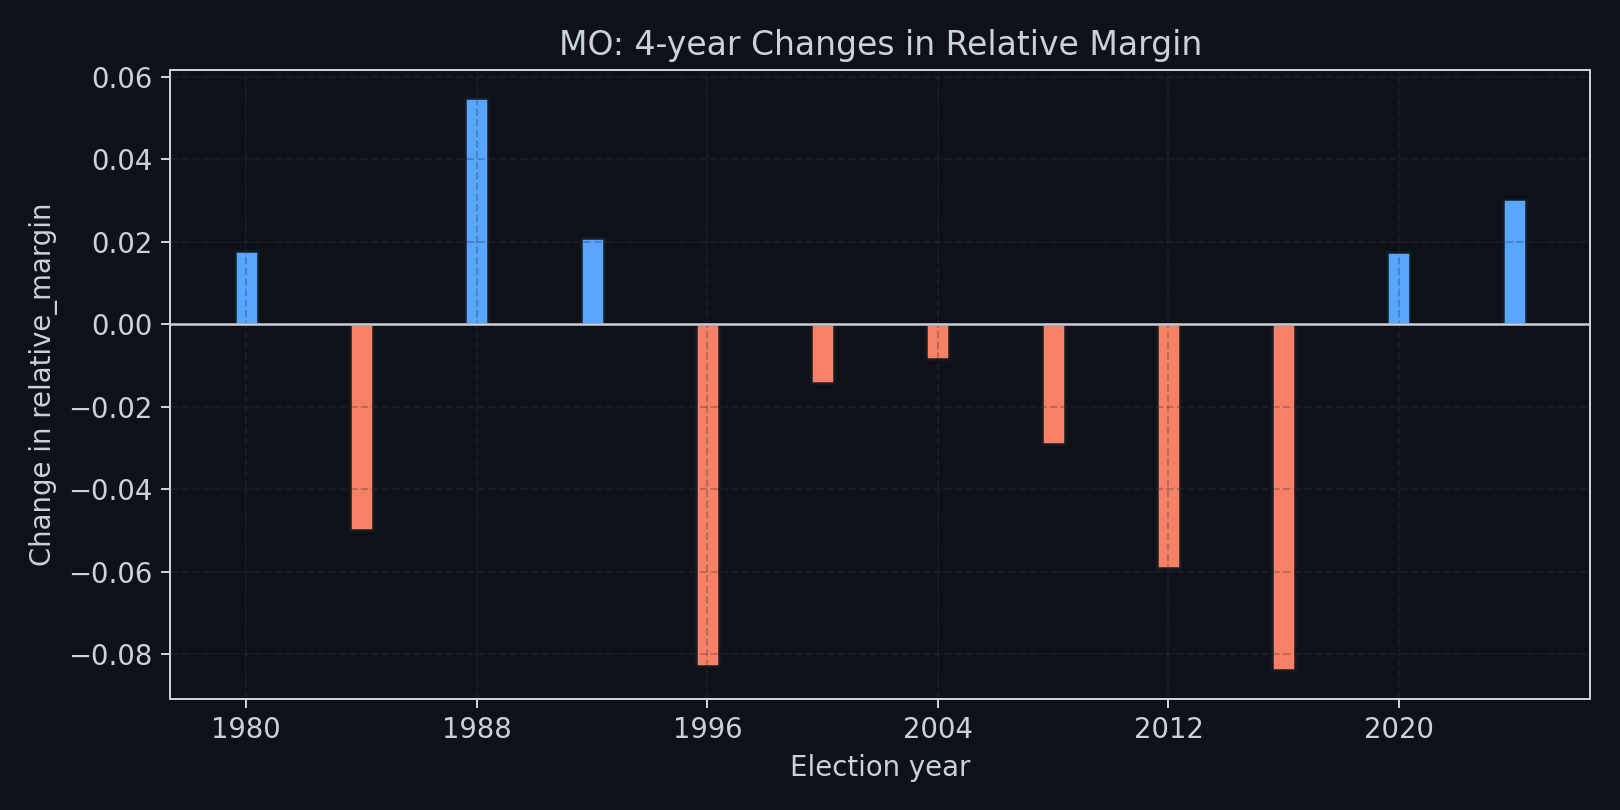 MO: 4-year Changes in Relative Margin
Change in relative_margin
0.06
0.04
0.02
0.00
−0.02
−0.04
−0.06
−0.08
1980 1988 1996 2004 2012 2020
Election year